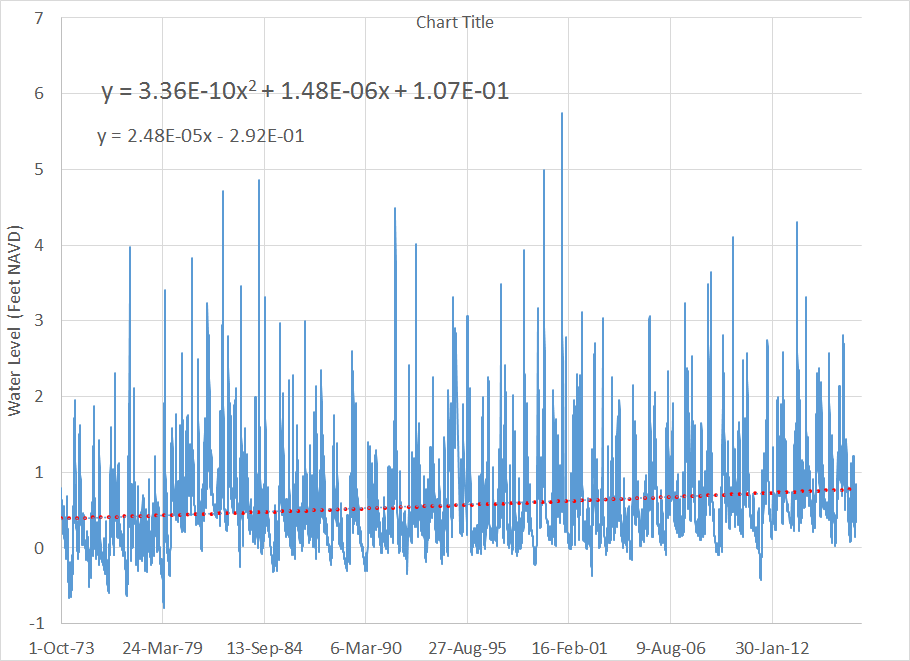 Chart Title
y = 3.36E-10x² + 1.48E-06x + 1.07E-01
y = 2.48E-05x - 2.92E-01
Water Level (Feet NAVD)
7
6
5
4
3
2
1
0
-1
1-Oct-73 24-Mar-79 13-Sep-84 6-Mar-90 27-Aug-95 16-Feb-01 9-Aug-06 30-Jan-12